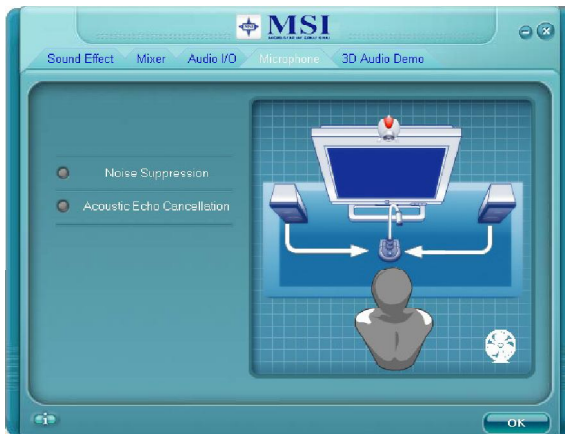 MSI
Sound Effect Mixer Audio I/O Microphone 3D Audio Demo
Noise Suppression
Acoustic Echo Cancellation
OK